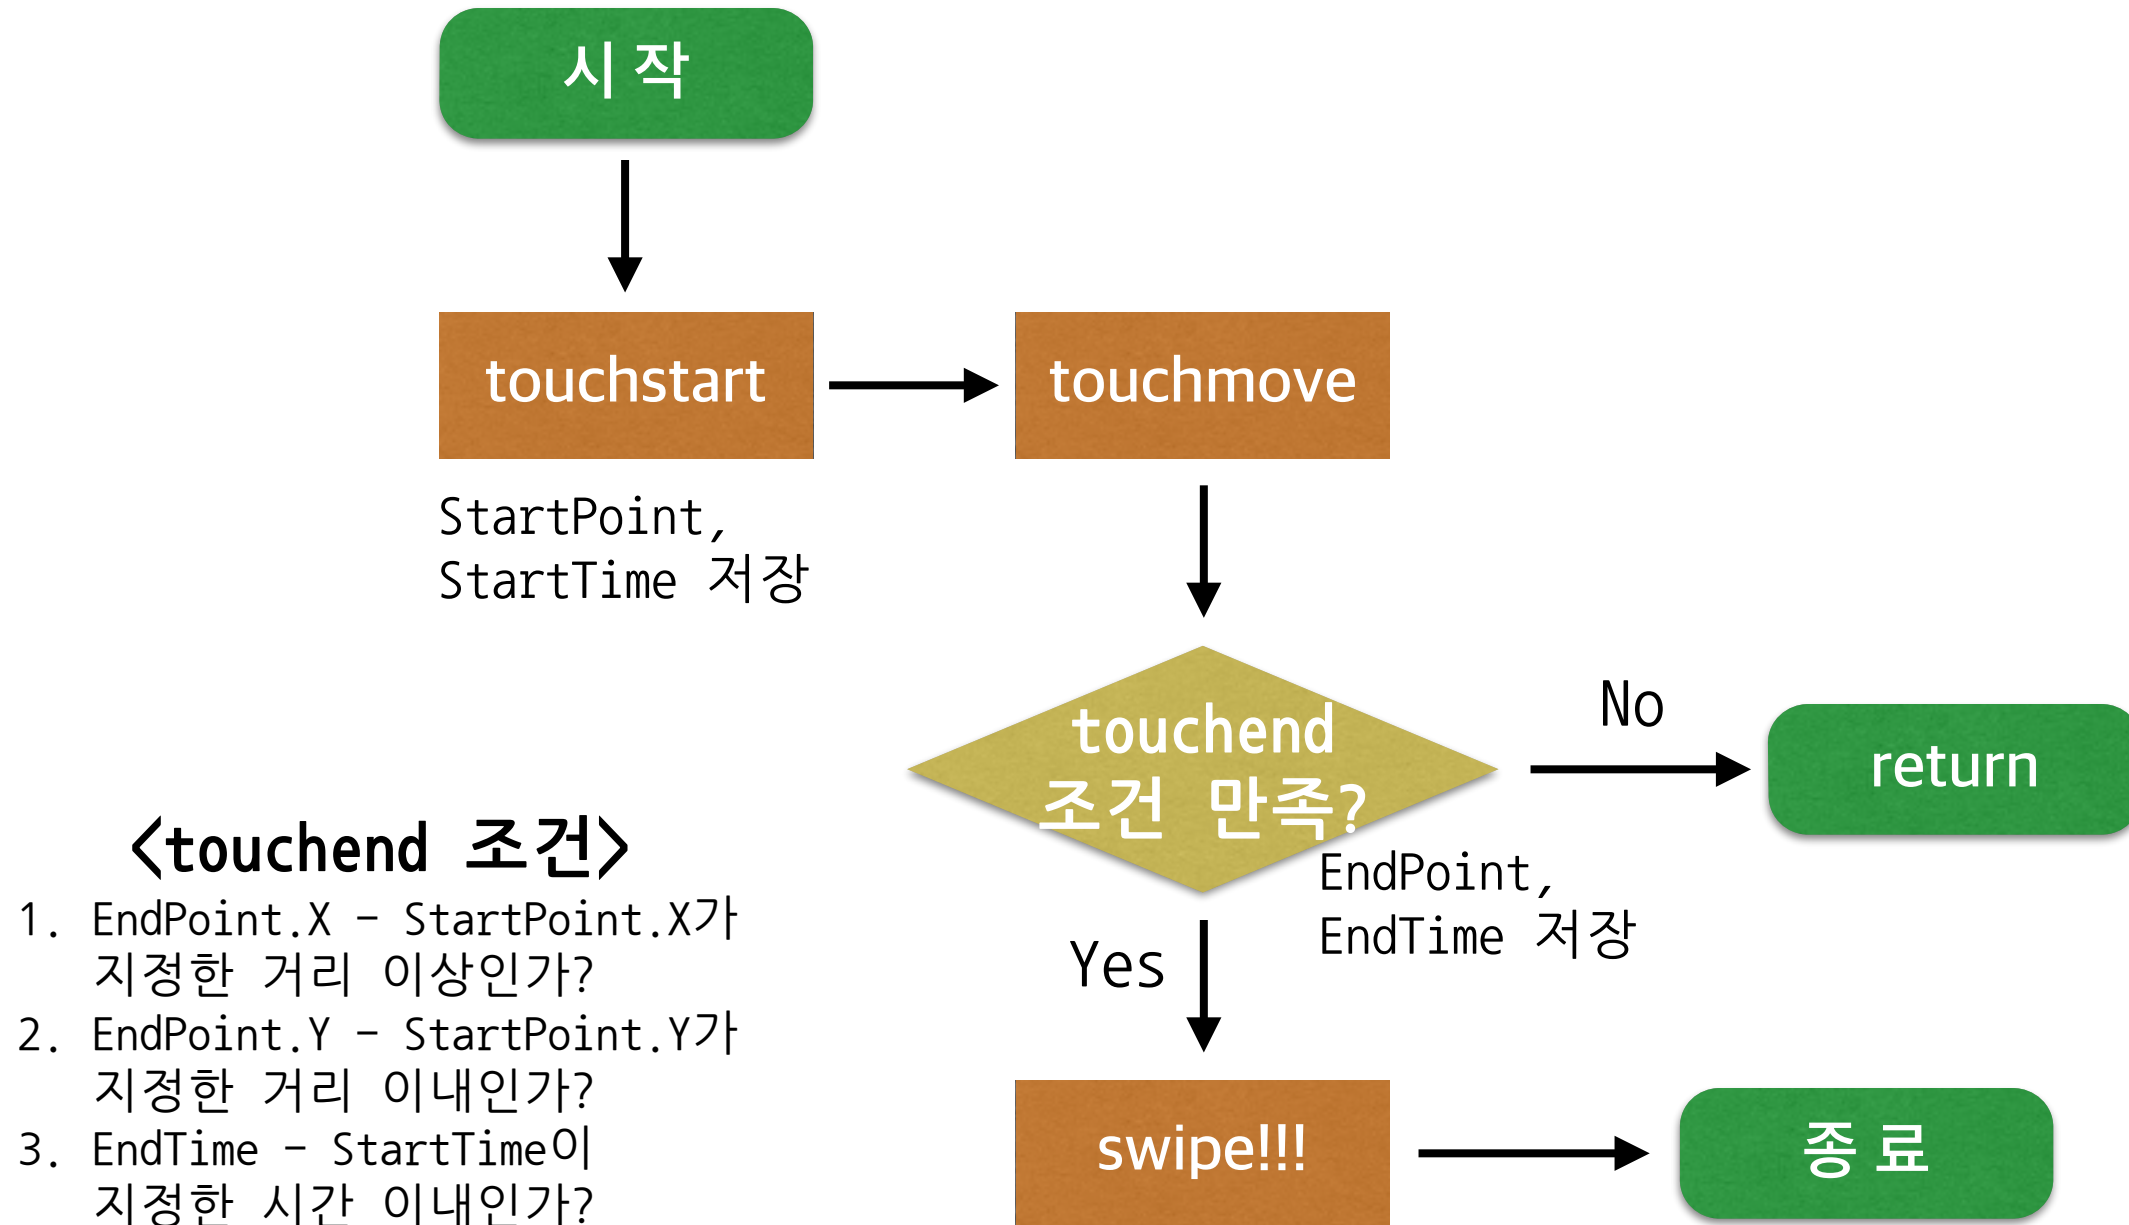 시 작
touchstart
touchmove
StartPoint,
StartTime 저장
touchend
조건 만족?
No
return
EndPoint,
EndTime 저장
Yes
<touchend 조건>
1. EndPoint.X - StartPoint.X가
지정한 거리 이상인가?
2. EndPoint.Y - StartPoint.Y가
지정한 거리 이내인가?
3. EndTime - StartTime이
지정한 시간 이내인가?
swipe!!!
종 료